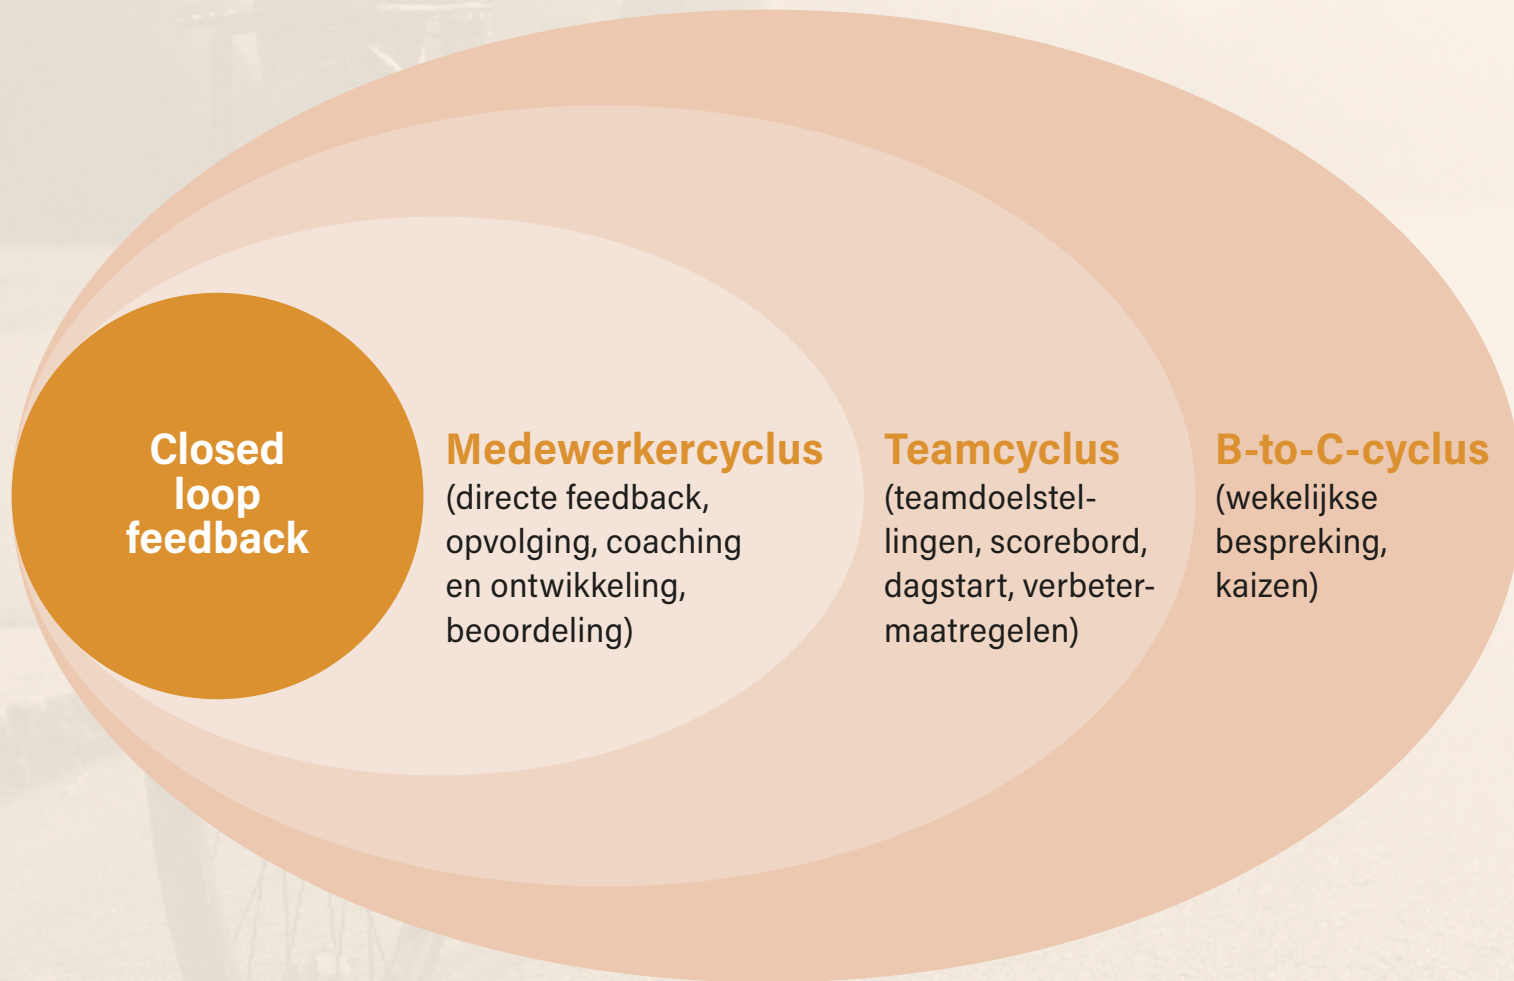 Closed
loop
feedback
Medewerkercyclus
(directe feedback,
opvolging, coaching
en ontwikkeling,
beoordeling)
Teamcyclus
(teamdoelstel-
lingen, scorebord,
dagstart, verbeter-
maatregelen)
B-to-C-cyclus
(wekelijkse
bespreking,
kaizen)